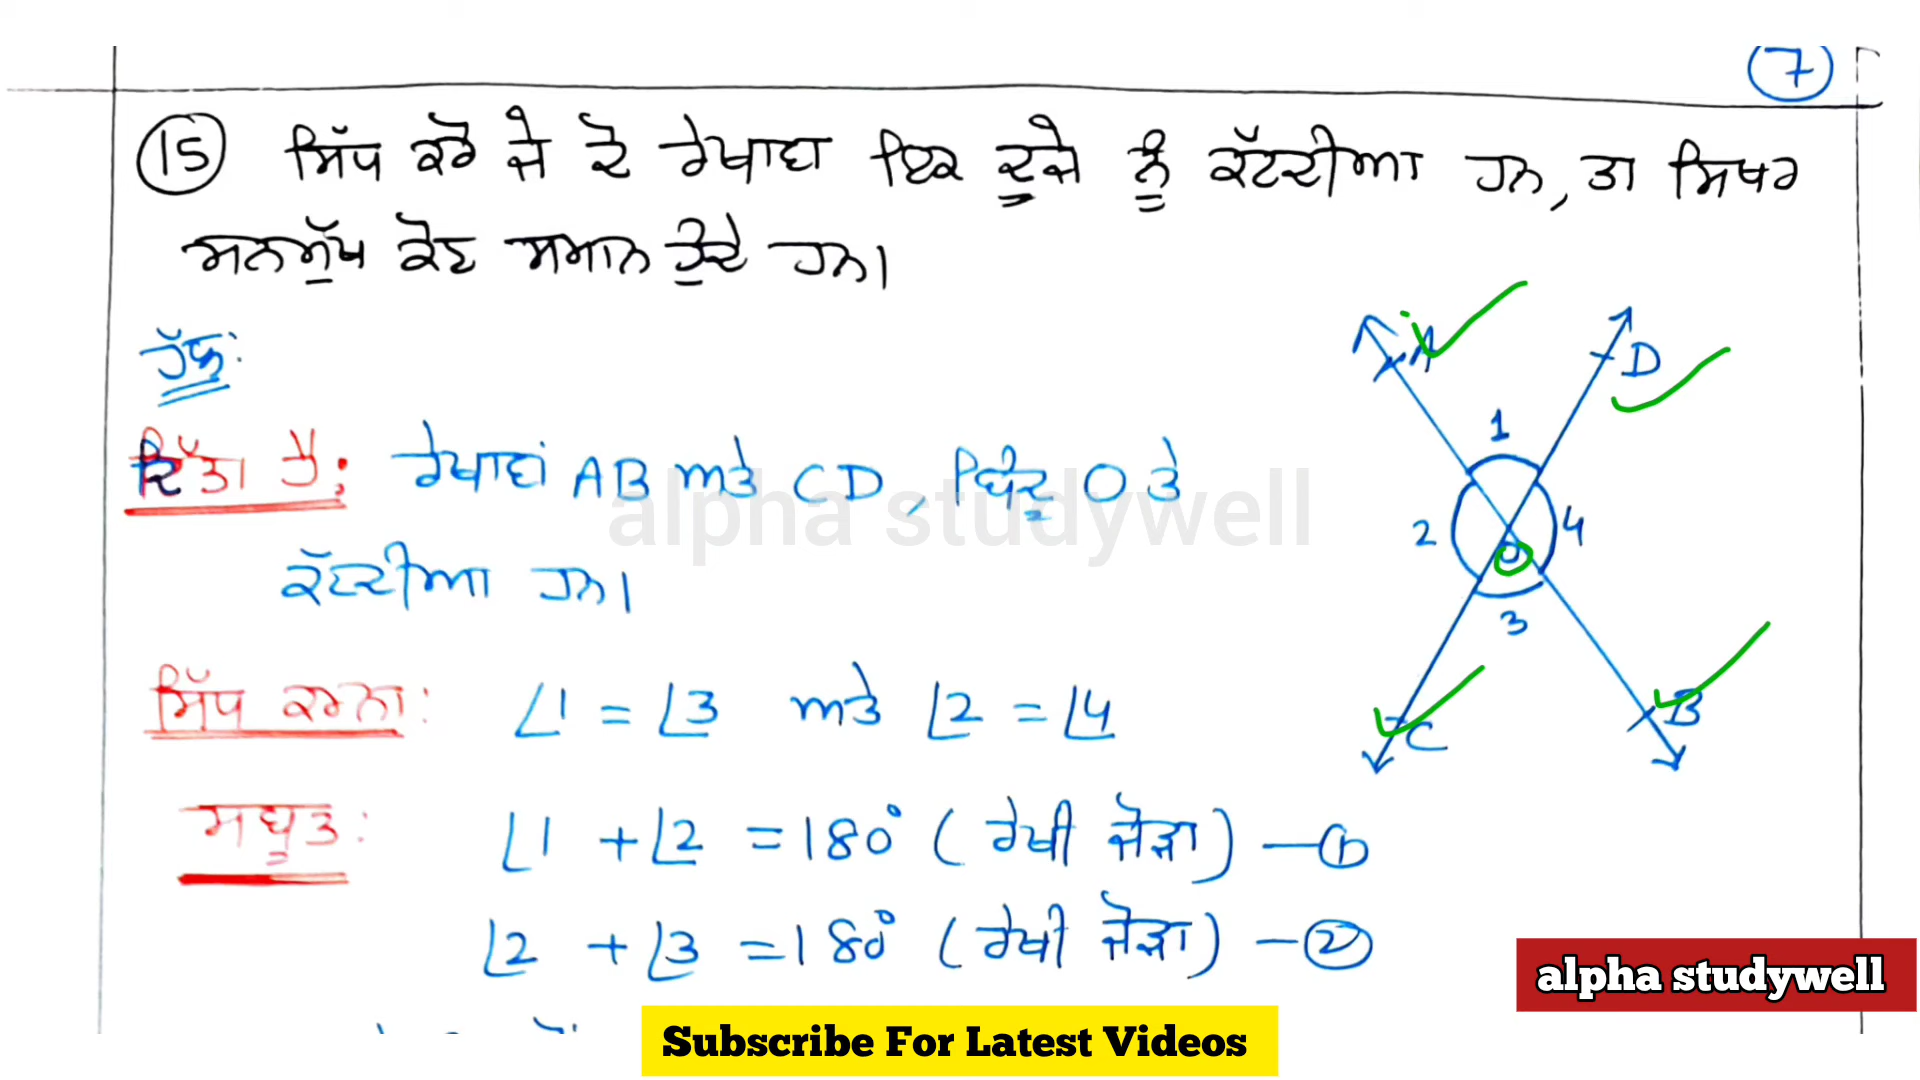 7
15 ਸਿੱਧ ਕਰੋ ਜੇ ਦੋ ਰੇਖਾਵਾਂ ਇਕ ਦੂਜੇ ਨੂੰ ਕੱਟਦੀਆ ਹਨ, ਤਾ ਸਿਖਰ
ਸਨਮੁੱਖ ਕੋਣ ਸਮਾਨ ਹੁੰਦੇ ਹਨ।
ਹੱਲ:
ਦਿੱਤਾ ਹੈ: ਰੇਖਾਵਾਂ AB ਅਤੇ CD, ਬਿੰਦੂ O ਤੇ
ਕੱਟਦੀਆ ਹਨ।
ਸਿੱਧ ਕਰਨਾ: ∠1 = ∠3 ਅਤੇ ∠2 = ∠4
ਸਬੂਤ: ∠1 + ∠2 = 180° (ਰੇਖੀ ਜੋੜਾ) — ①
∠2 + ∠3 = 180° (ਰੇਖੀ ਜੋੜਾ) — ②
A
D
1
2
4
O
3
C
B
alpha studywell
alpha studywell
Subscribe For Latest Videos